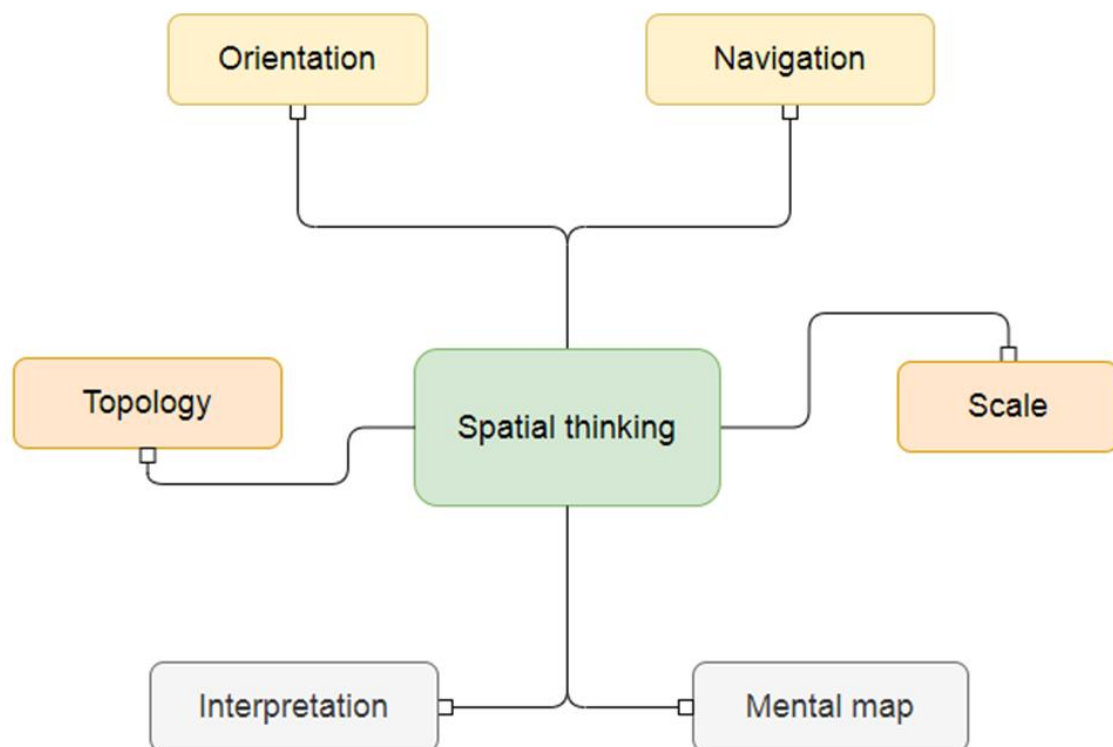 Orientation
Navigation
Topology
Spatial thinking
Scale
Interpretation
Mental map